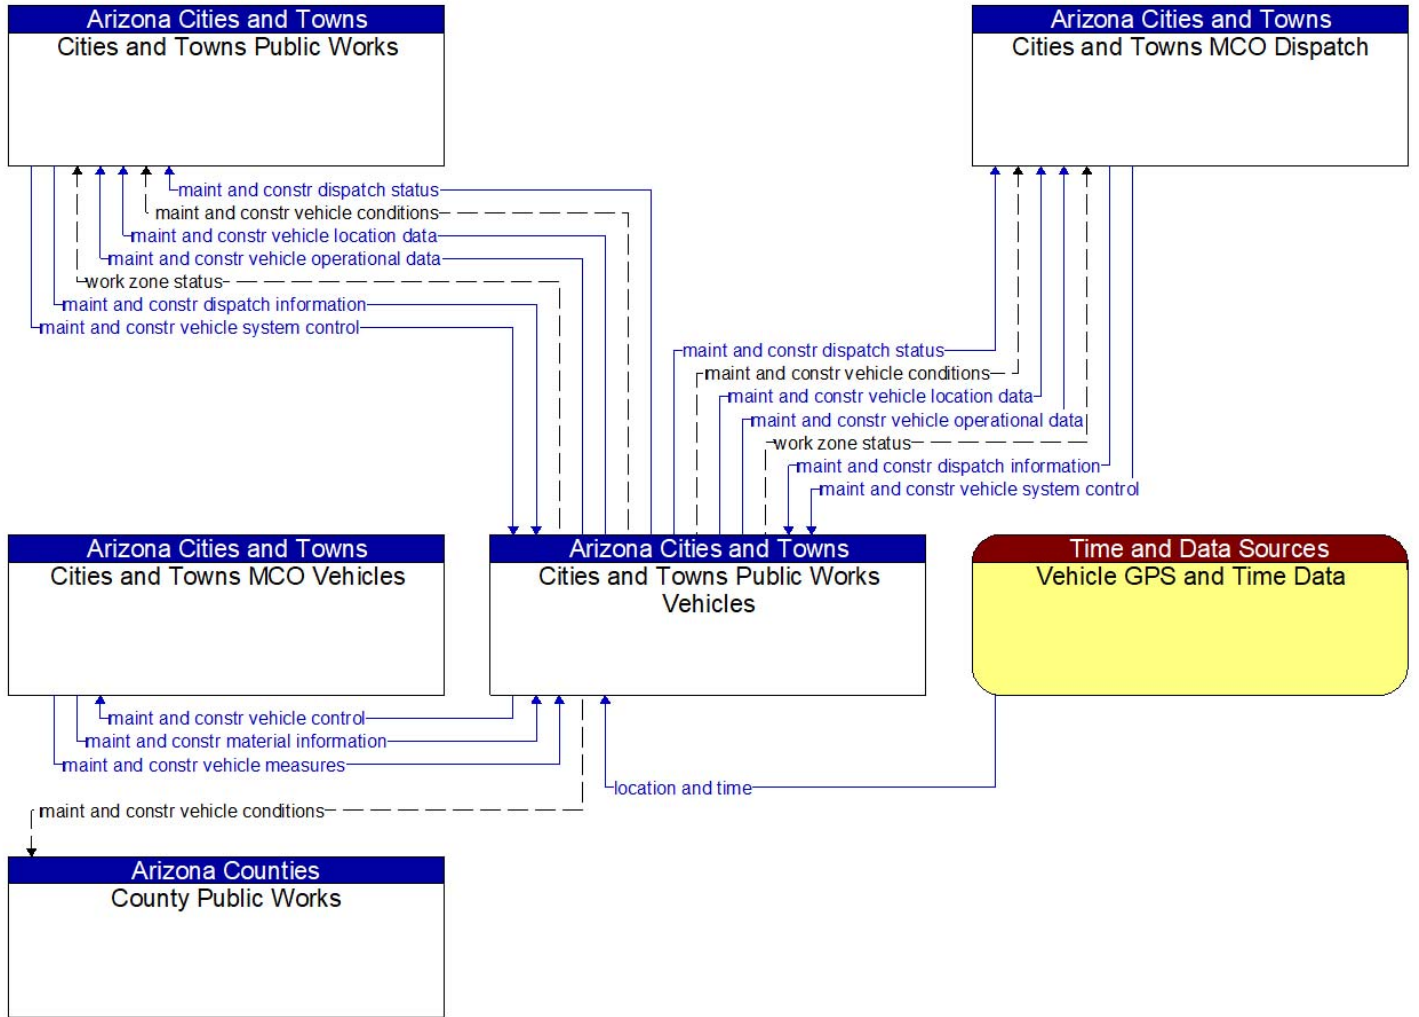 Arizona Cities and Towns
Cities and Towns Public Works
Arizona Cities and Towns
Cities and Towns MCO Dispatch
maint and constr dispatch status
maint and constr vehicle conditions
maint and constr vehicle location data
maint and constr vehicle operational data
work zone status
maint and constr dispatch information
maint and constr vehicle system control
maint and constr dispatch status
maint and constr vehicle conditions
maint and constr vehicle location data
maint and constr vehicle operational data
work zone status
maint and constr dispatch information
maint and constr vehicle system control
Arizona Cities and Towns
Cities and Towns MCO Vehicles
Arizona Cities and Towns
Cities and Towns Public Works
Vehicles
Time and Data Sources
Vehicle GPS and Time Data
maint and constr vehicle control
maint and constr material information
maint and constr vehicle measures
location and time
maint and constr vehicle conditions
Arizona Counties
County Public Works